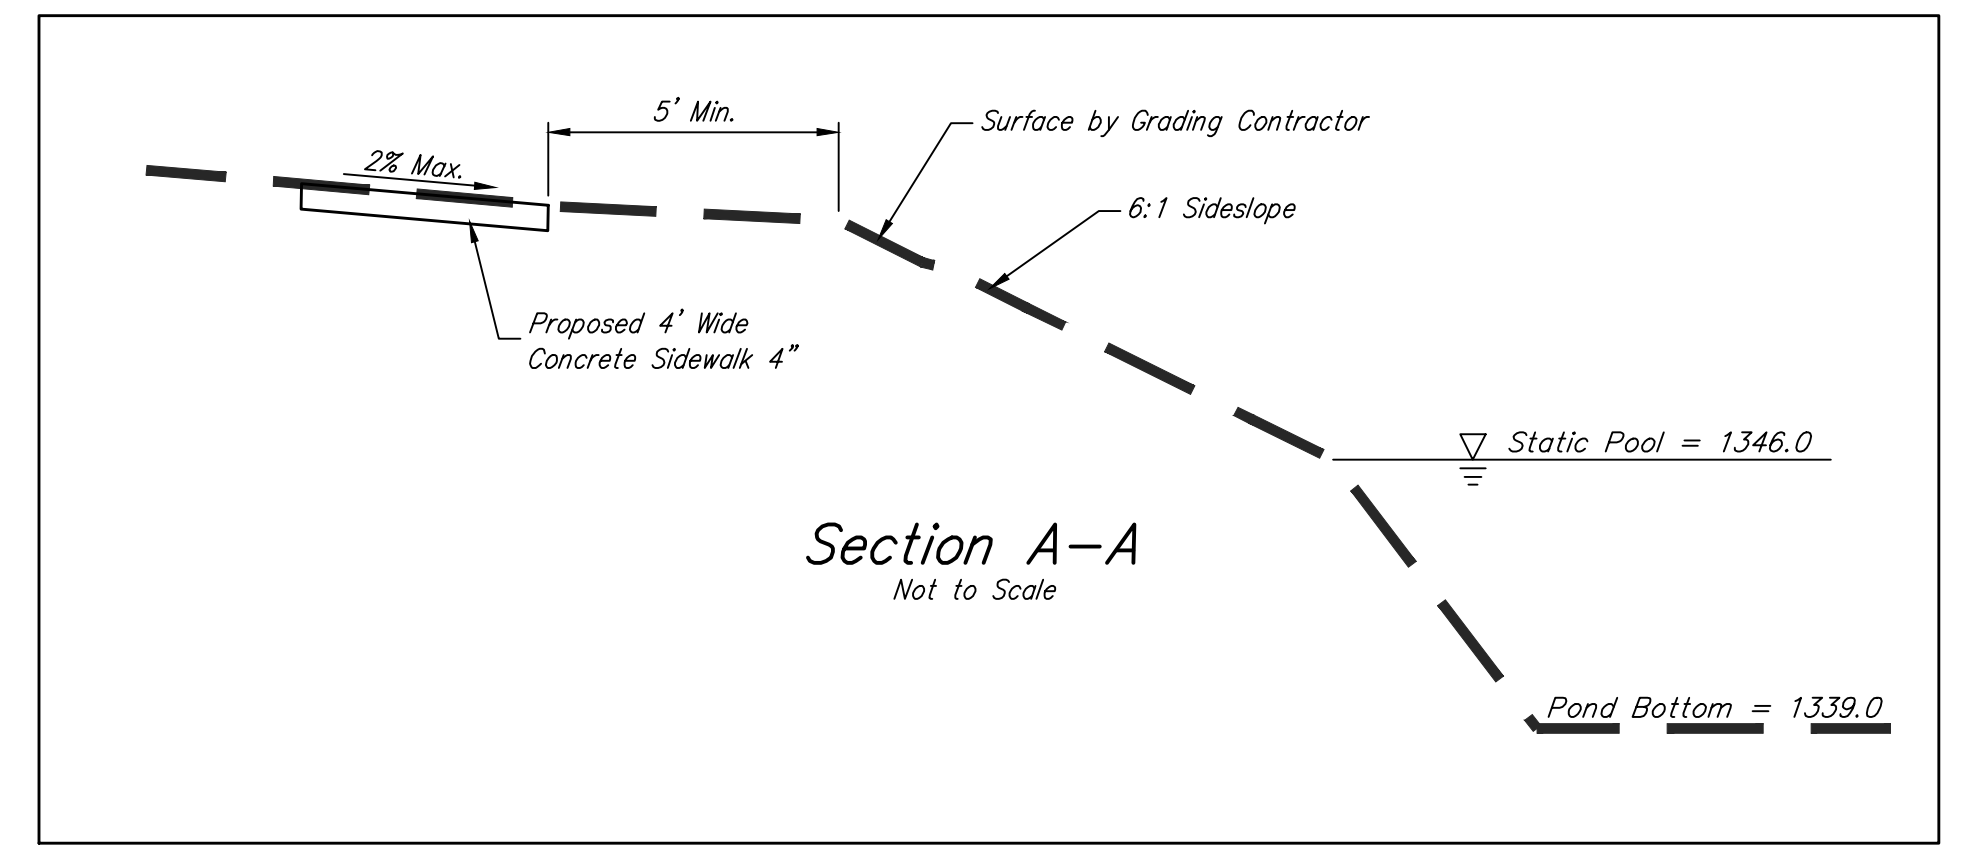 5' Min.
Surface by Grading Contractor
2% Max.
6:1 Sideslope
Proposed 4' Wide
Concrete Sidewalk 4"
Static Pool = 1346.0
Section A-A
Not to Scale
Pond Bottom = 1339.0